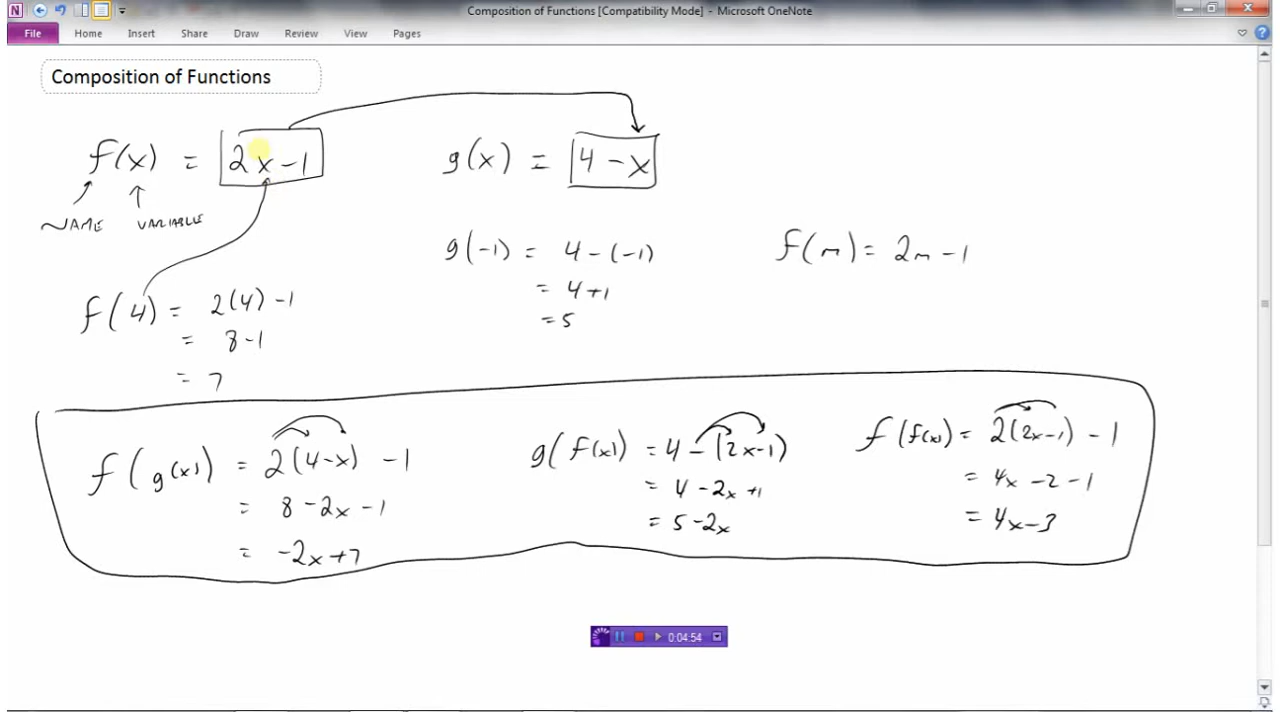 Composition of Functions [Compatibility Mode] - Microsoft OneNote
File Home Insert Share Draw Review View Pages
Composition of Functions
f(x) = 2x-1
NAME VARIABLE
f(4) = 2(4)-1
= 8-1
= 7
g(x) = 4-x
g(-1) = 4-(-1)
= 4+1
=5
f(m)= 2m-1
f(g(x)) = 2(4-x) -1
= 8-2x-1
= -2x+7
g(f(x)) =4-(2x-1)
= 4-2x+1
= 5-2x
f(f(x))= 2(2x-1)-1
= 4x-2-1
= 4x-3
0:04:54